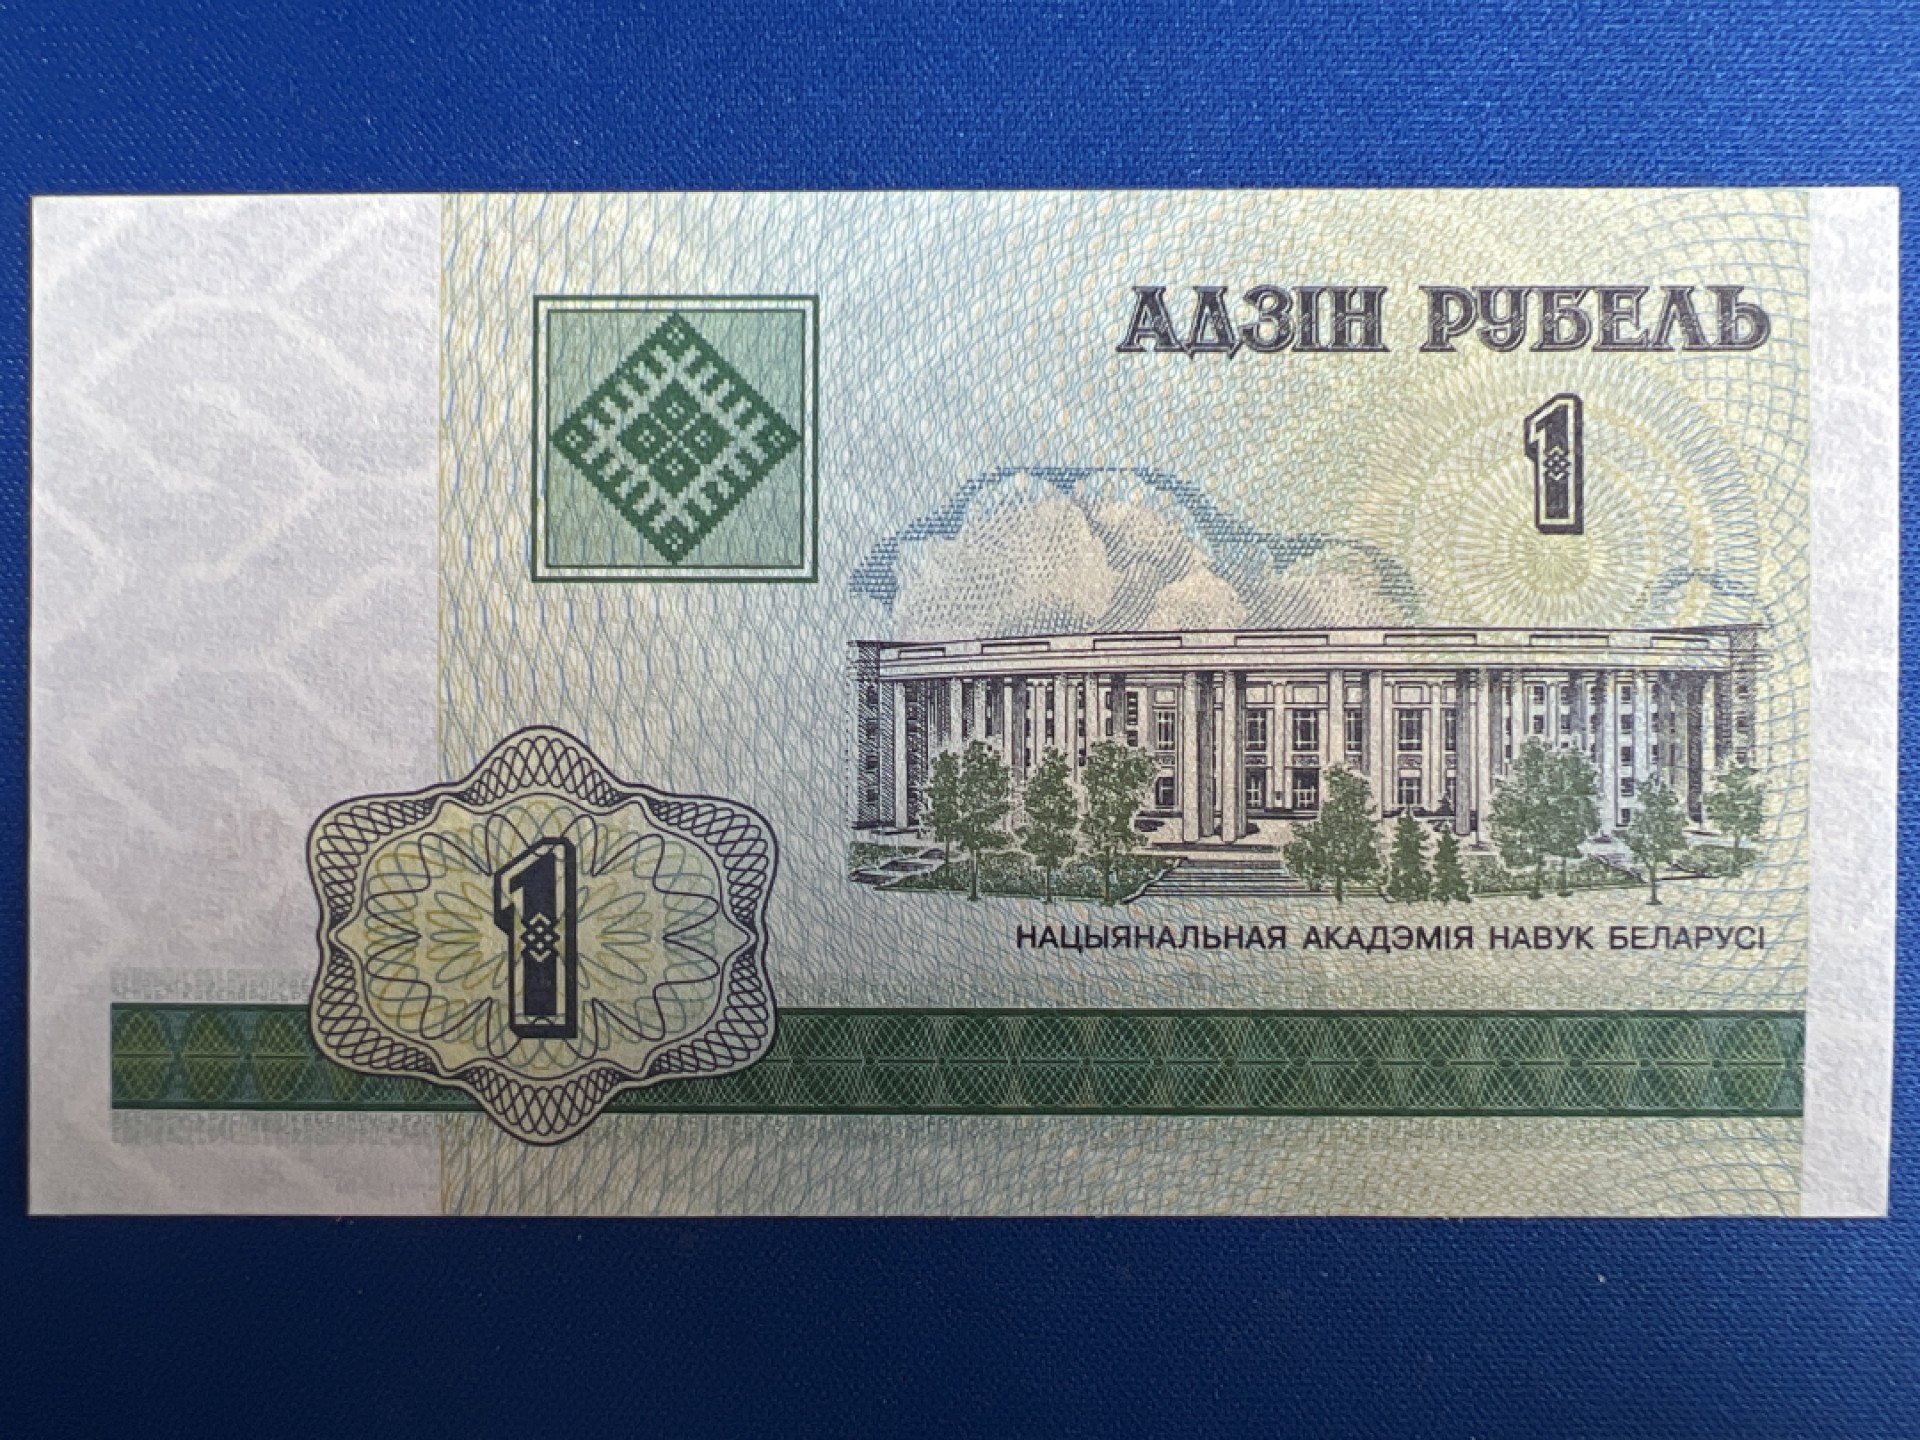 АДЗІН РУБЕЛЬ
1
НАЦЫЯНАЛЬНАЯ АКАДЭМІЯ НАВУК БЕЛАРУСІ
1